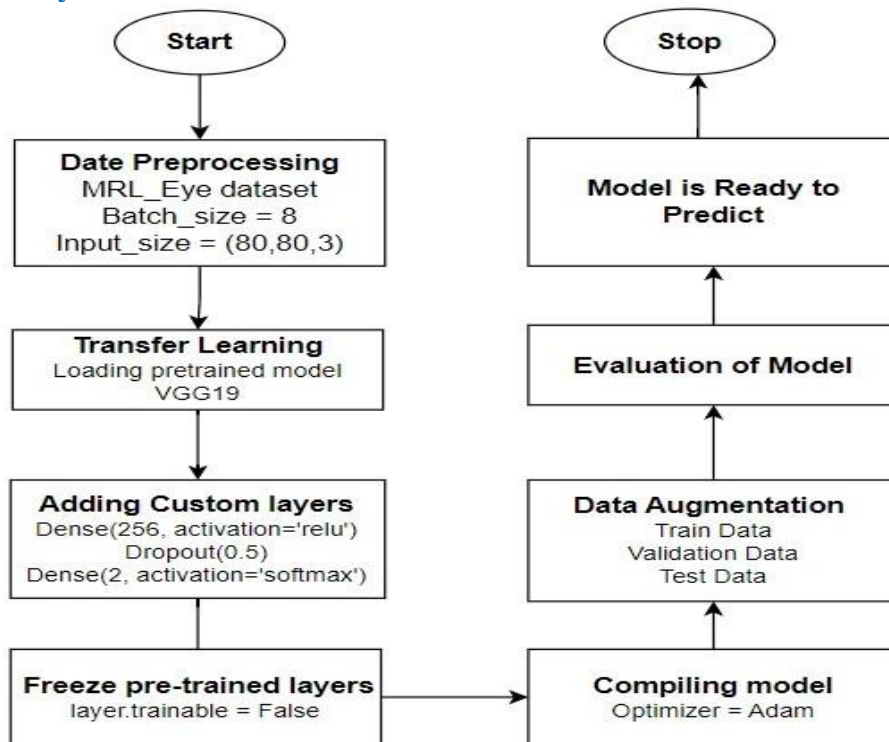 Start
Date Preprocessing
MRL_Eye dataset
Batch_size = 8
Input_size = (80,80,3)
Transfer Learning
Loading pretrained model
VGG19
Adding Custom layers
Dense(256, activation='relu')
Dropout(0.5)
Dense(2, activation='softmax')
Freeze pre-trained layers
layer.trainable = False
Compiling model
Optimizer = Adam
Data Augmentation
Train Data
Validation Data
Test Data
Evaluation of Model
Model is Ready to
Predict
Stop